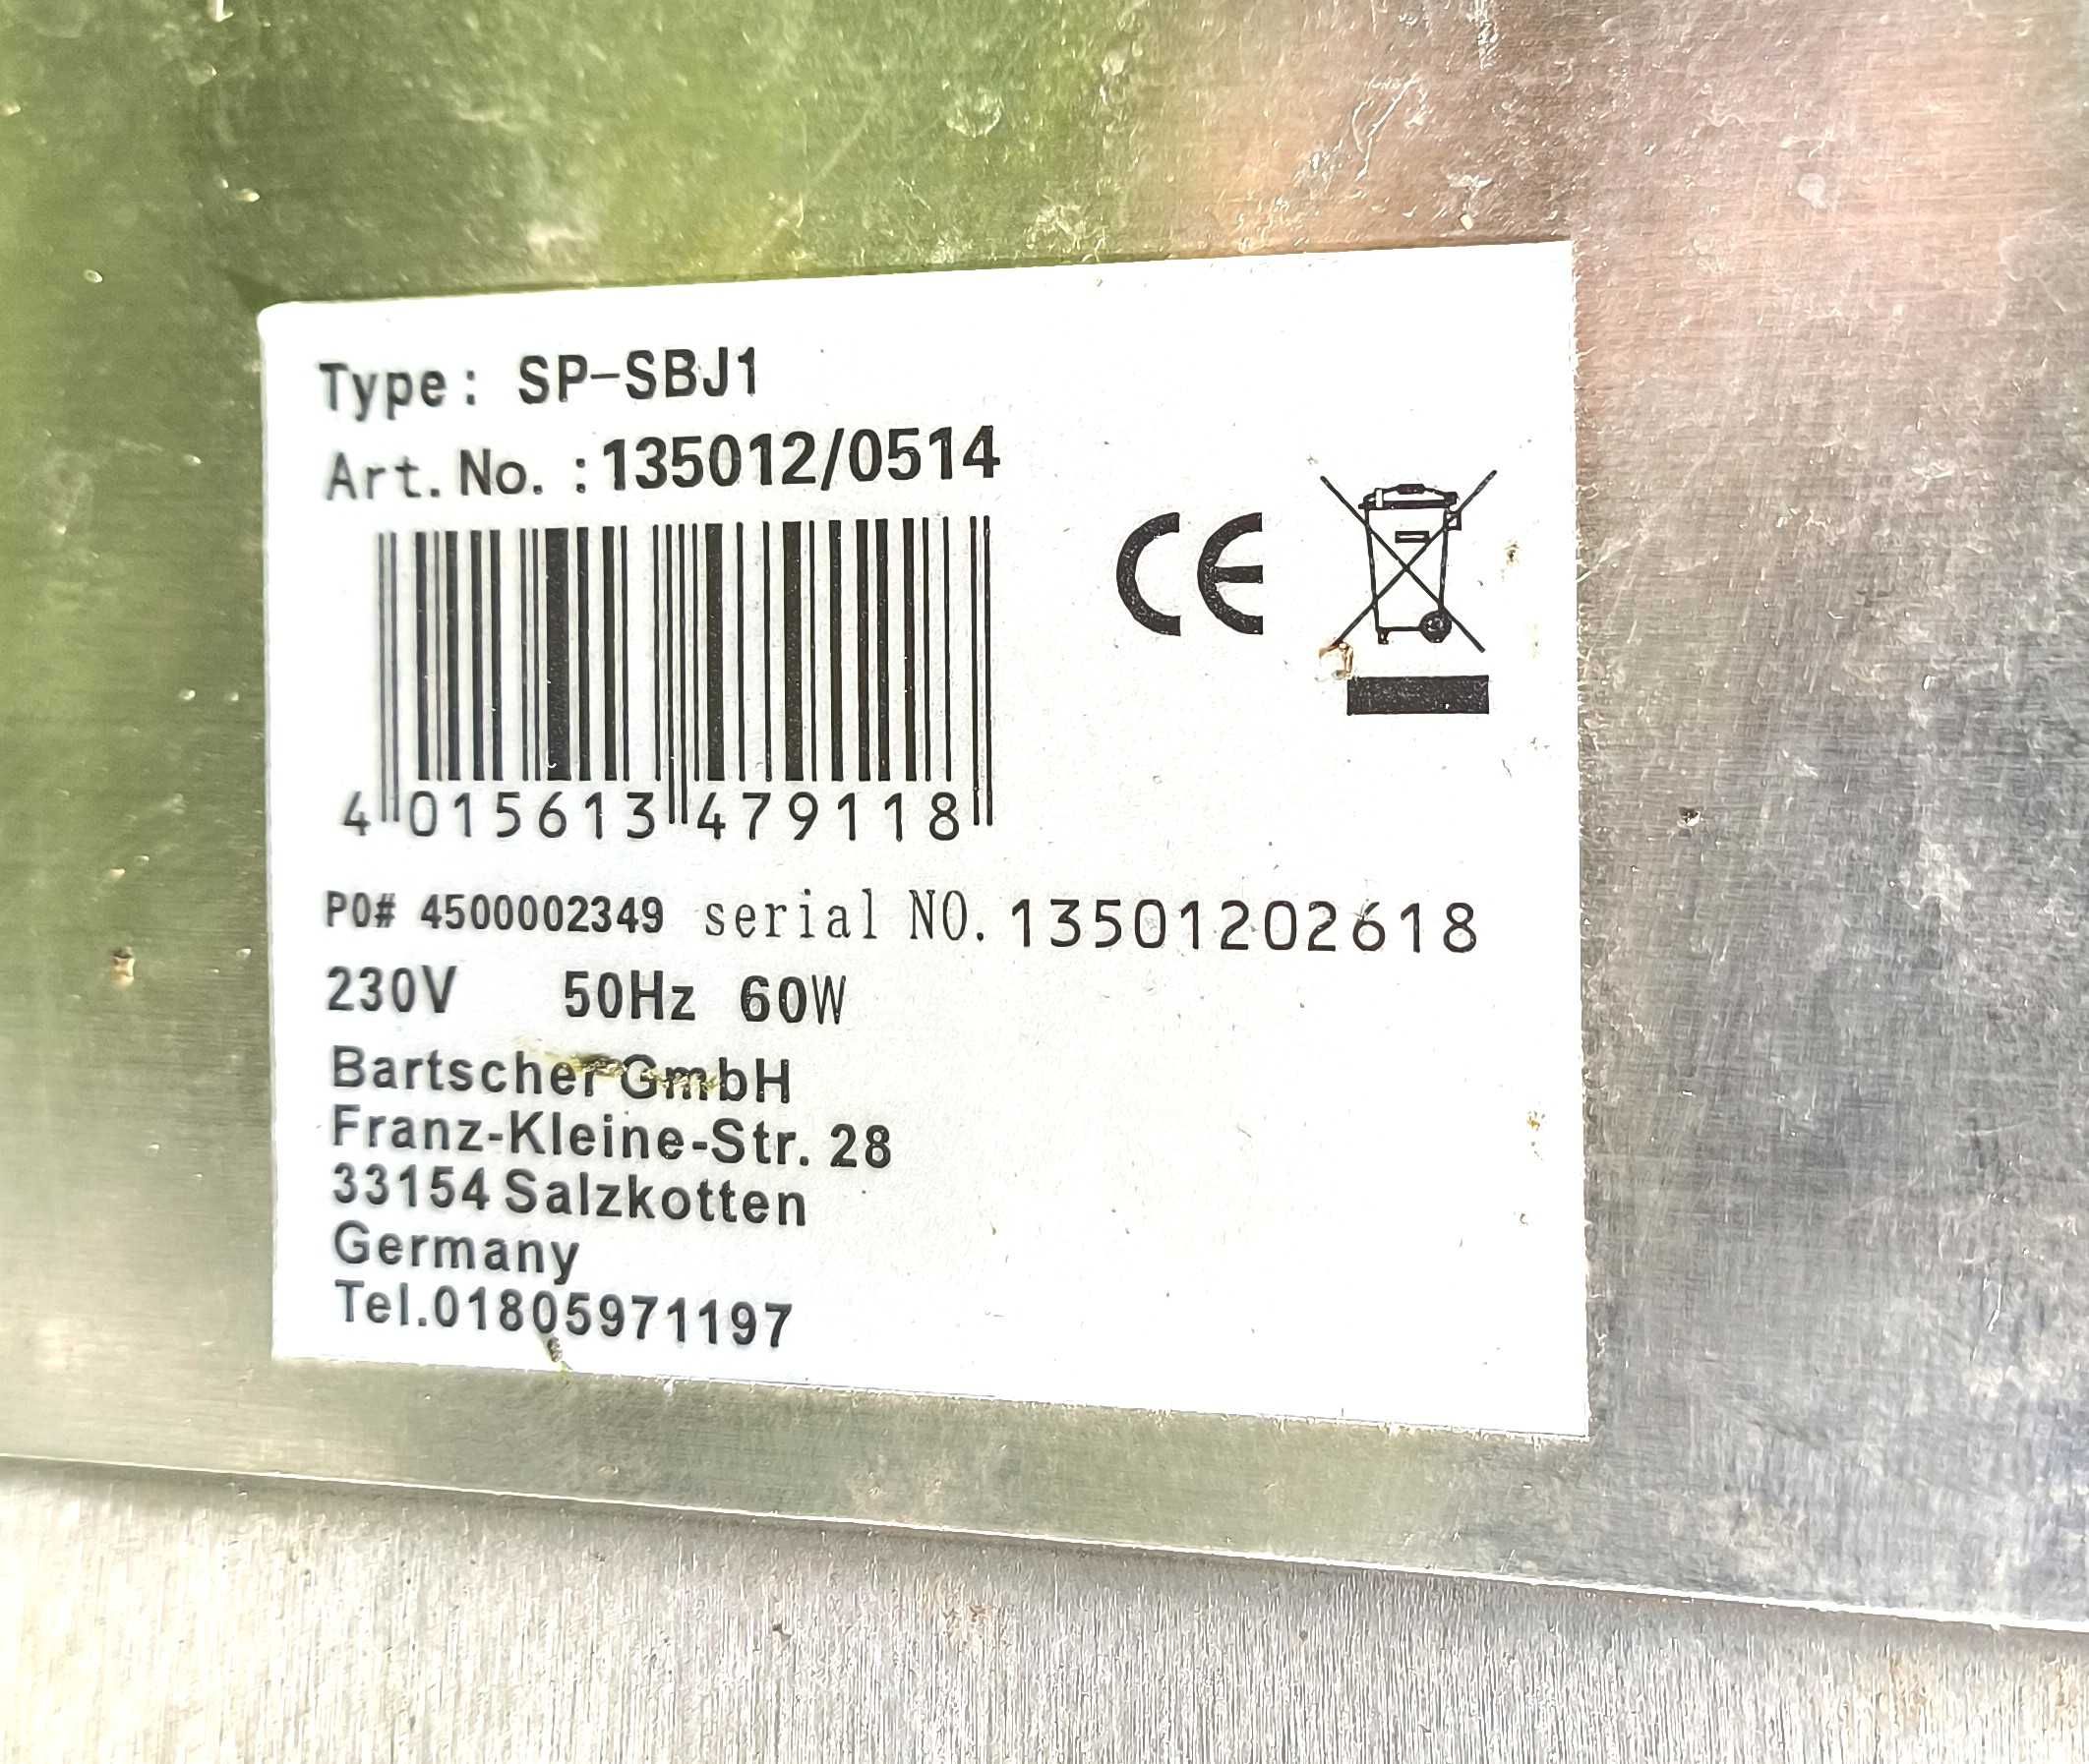 Type: SP-SBJ1
Art.No.:135012/0514
CE
4 015613 479118
PO# 4500002349 serial NO. 13501202618
230V 50Hz 60W
Bartscher GmbH
Franz-Kleine-Str. 28
33154 Salzkotten
Germany
Tel.01805971197